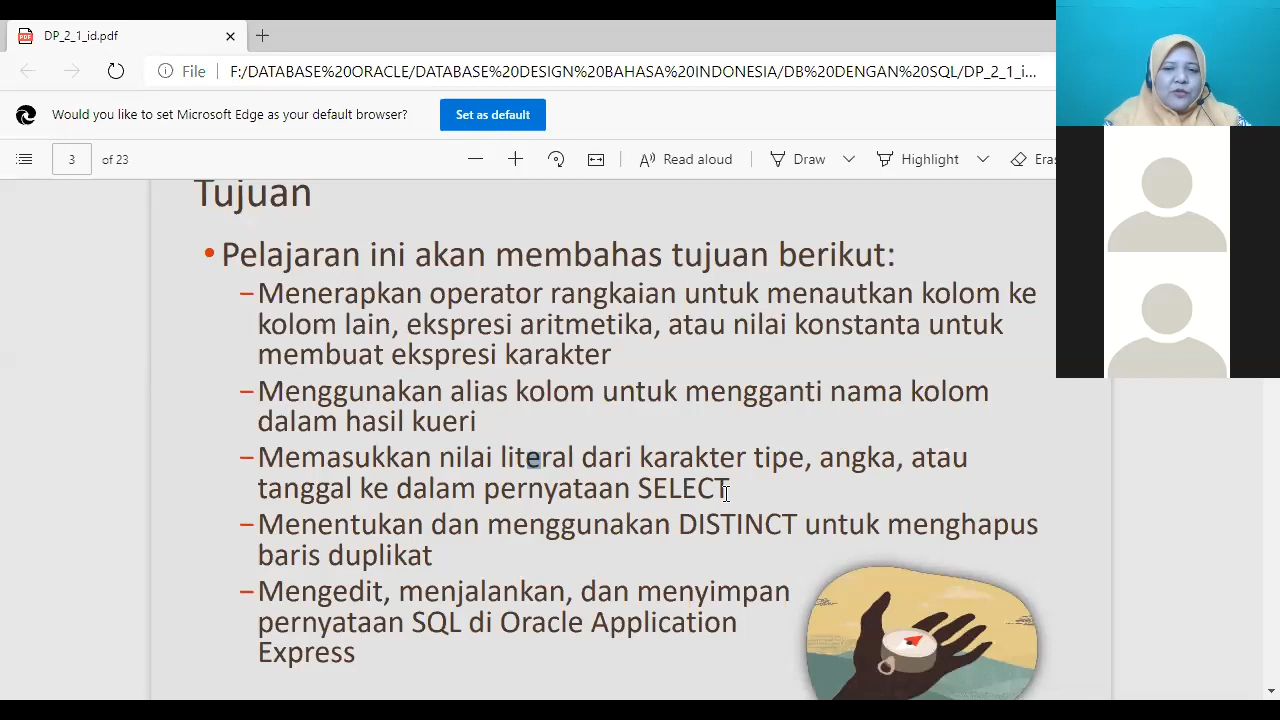 DP_2_1_id.pdf
File
F:/DATABASE%20ORACLE/DATABASE%20DESIGN%20BAHASA%20INDONESIA/DB%20DENGAN%20SQL/DP_2_1_i...
Would you like to set Microsoft Edge as your default browser?
Set as default
3 of 23
Read aloud
Draw
Highlight
Eras
Tujuan
• Pelajaran ini akan membahas tujuan berikut:
–Menerapkan operator rangkaian untuk menautkan kolom ke
kolom lain, ekspresi aritmetika, atau nilai konstanta untuk
membuat ekspresi karakter
–Menggunakan alias kolom untuk mengganti nama kolom
dalam hasil kueri
–Memasukkan nilai literal dari karakter tipe, angka, atau
tanggal ke dalam pernyataan SELECT
–Menentukan dan menggunakan DISTINCT untuk menghapus
baris duplikat
–Mengedit, menjalankan, dan menyimpan
pernyataan SQL di Oracle Application
Express